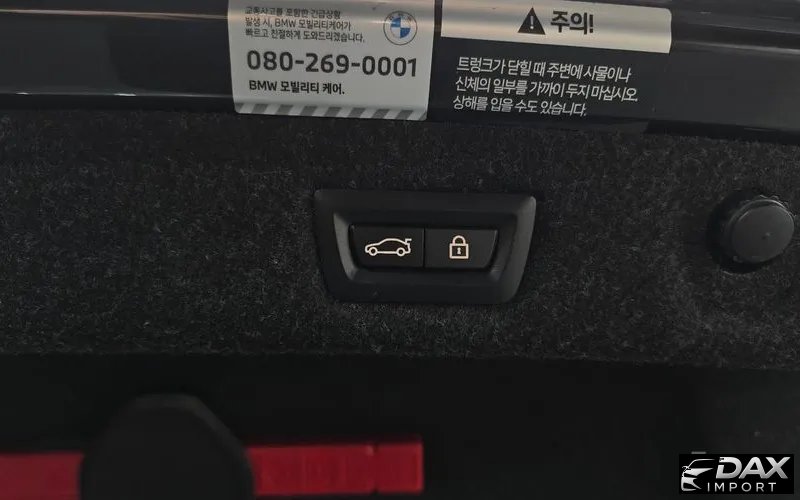 교통사고를 포함한 긴급상황
발생 시, BMW 모빌리티케어가
빠르고 친절하게 도와드리겠습니다.
080-269-0001
BMW 모빌리티 케어.
주의!
트렁크가 닫힐 때 주변에 사물이나
신체의 일부를 가까이 두지 마십시오.
상해를 입을 수도 있습니다.
DAX
IMPORT